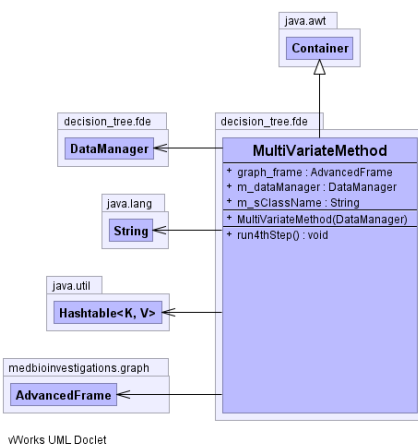 java.awt
Container
decision_tree.fde
DataManager
decision_tree.fde
MultiVariateMethod
+ graph_frame : AdvancedFrame
+ m_dataManager : DataManager
+ m_sClassName : String
+ MultiVariateMethod(DataManager)
+ run4thStep() : void
java.lang
String
java.util
Hashtable<K, V>
medbioinvestigations.graph
AdvancedFrame
yWorks UML Doclet